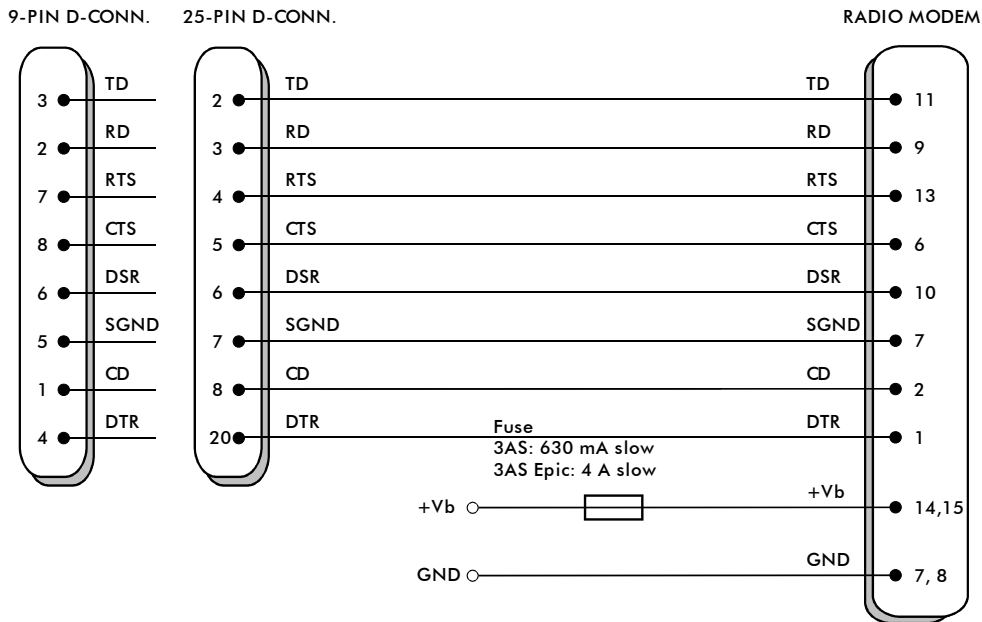 9-PIN D-CONN. 25-PIN D-CONN. RADIO MODEM
3 TD 2 TD TD 11
2 RD 3 RD RD 9
7 RTS 4 RTS RTS 13
8 CTS 5 CTS CTS 6
6 DSR 6 DSR DSR 10
5 SGND 7 SGND SGND 7
1 CD 8 CD CD 2
4 DTR 20 DTR DTR 1
Fuse
3AS: 630 mA slow
3AS Epic: 4 A slow
+Vb +Vb 14,15
GND GND 7, 8